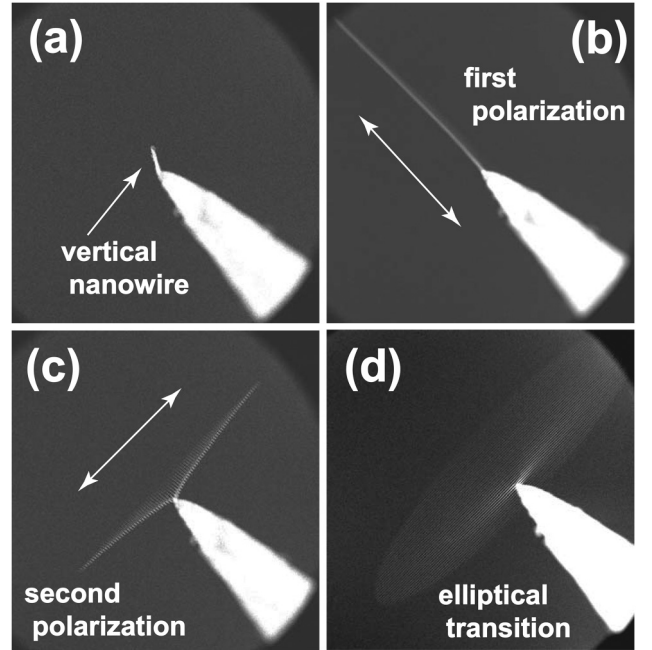 (a)
vertical
nanowire
(b)
first
polarization
(c)
second
polarization
(d)
elliptical
transition